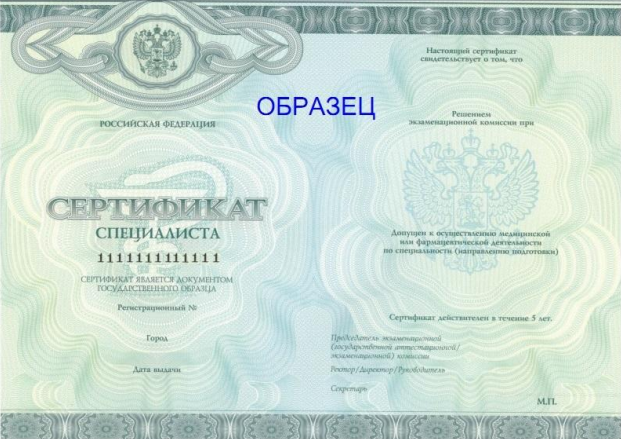 ОБРАЗЕЦ
РОССИЙСКАЯ ФЕДЕРАЦИЯ
СЕРТИФИКАТ
СПЕЦИАЛИСТА
1111111111111
СЕРТИФИКАТ ЯВЛЯЕТСЯ ДОКУМЕНТОМ
ГОСУДАРСТВЕННОГО ОБРАЗЦА
Регистрационный №
Город
Дата выдачи
Настоящий сертификат
свидетельствует о том, что
Решением
экзаменационной комиссии при
Допущен к осуществлению медицинской
или фармацевтической деятельности
по специальности (направлению подготовки)
Сертификат действителен в течение 5 лет.
Председатель экзаменационной
(государственной аттестационной/
экзаменационной) комиссии
Ректор/Директор/Руководитель
Секретарь
М.П.